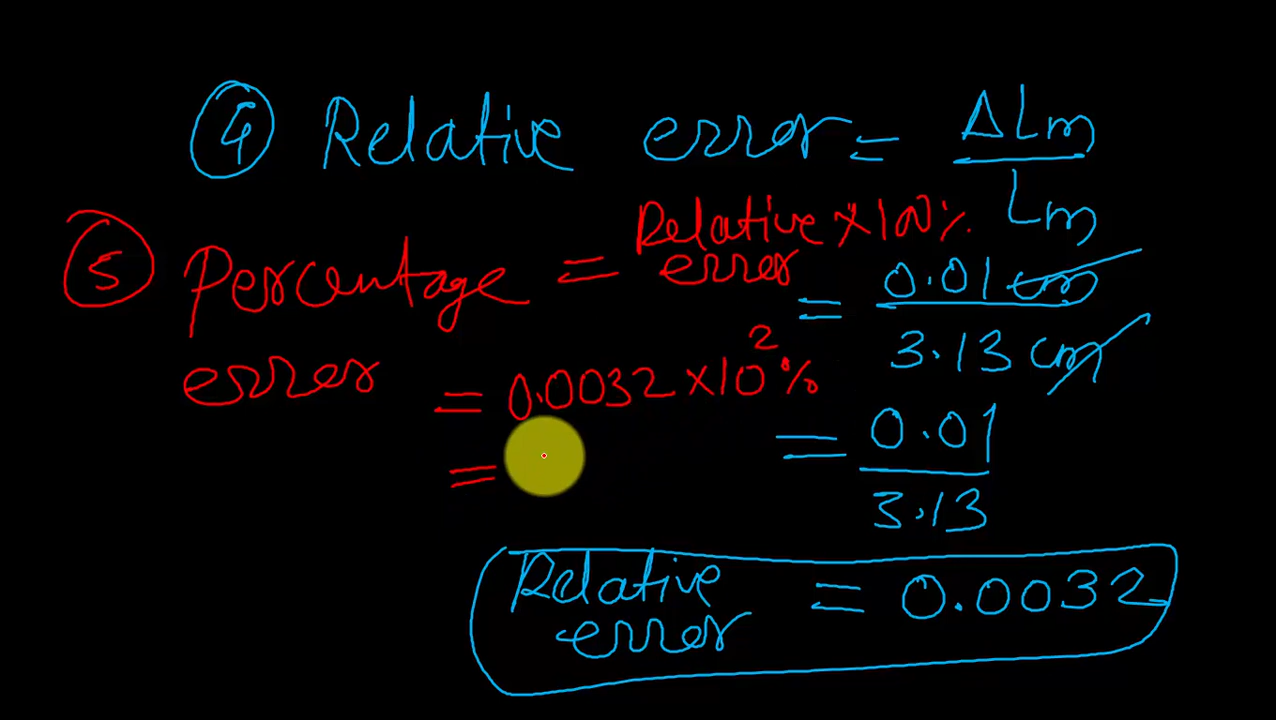 ④ Relative error = ΔLm / Lm
⑤ Percentage error = Relative error × 100%
= 0.01 cm / 3.13 cm
= 0.0032 × 10² %
= 0.01 / 3.13
=
Relative error = 0.0032